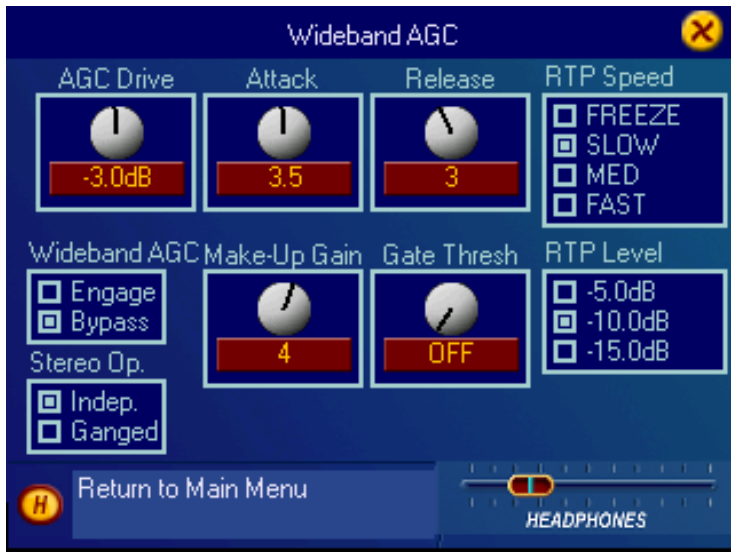 Wideband AGC
AGC Drive
-3.0dB
Attack
3.5
Release
3
RTP Speed
FREEZE
SLOW
MED
FAST
Wideband AGC
Engage
Bypass
Make-Up Gain
4
Gate Thresh
OFF
RTP Level
-5.0dB
-10.0dB
-15.0dB
Stereo Op.
Indep.
Ganged
H
Return to Main Menu
HEADPHONES